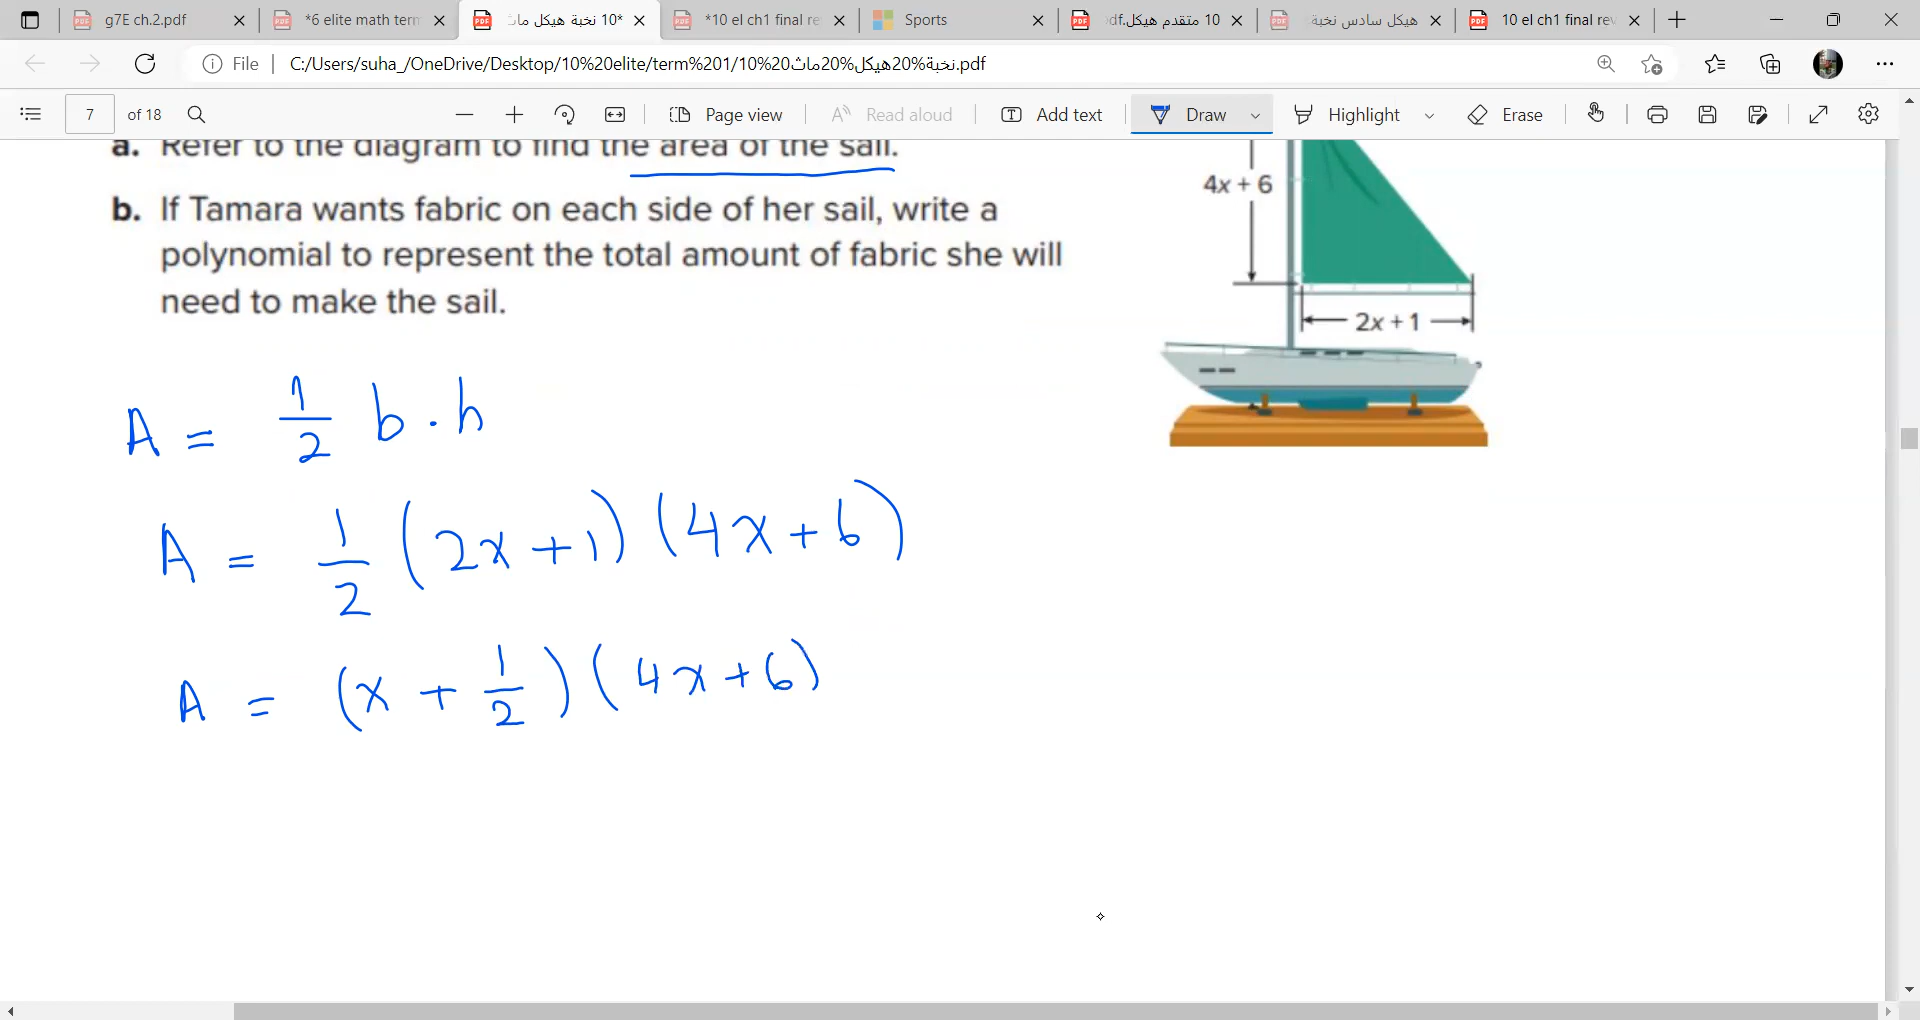 g7E ch.2.pdf
*6 elite math term
*10 نخبة هيكل ماث
*10 el ch1 final re
Sports
10 متقدم هيكل.pdf
هيكل سادس نخبة
10 el ch1 final rev
File
C:/Users/suha_/OneDrive/Desktop/10%20elite/term%201/10%20نخبة%20هيكل%20ماث.pdf
7 of 18
Page view
Read aloud
Add text
Draw
Highlight
Erase
a. Refer to the diagram to find the area of the sail.
b. If Tamara wants fabric on each side of her sail, write a
polynomial to represent the total amount of fabric she will
need to make the sail.
4x + 6
2x + 1
A = 1/2 b . h
A = 1/2 (2x + 1) (4x + 6)
A = (x + 1/2) (4x + 6)